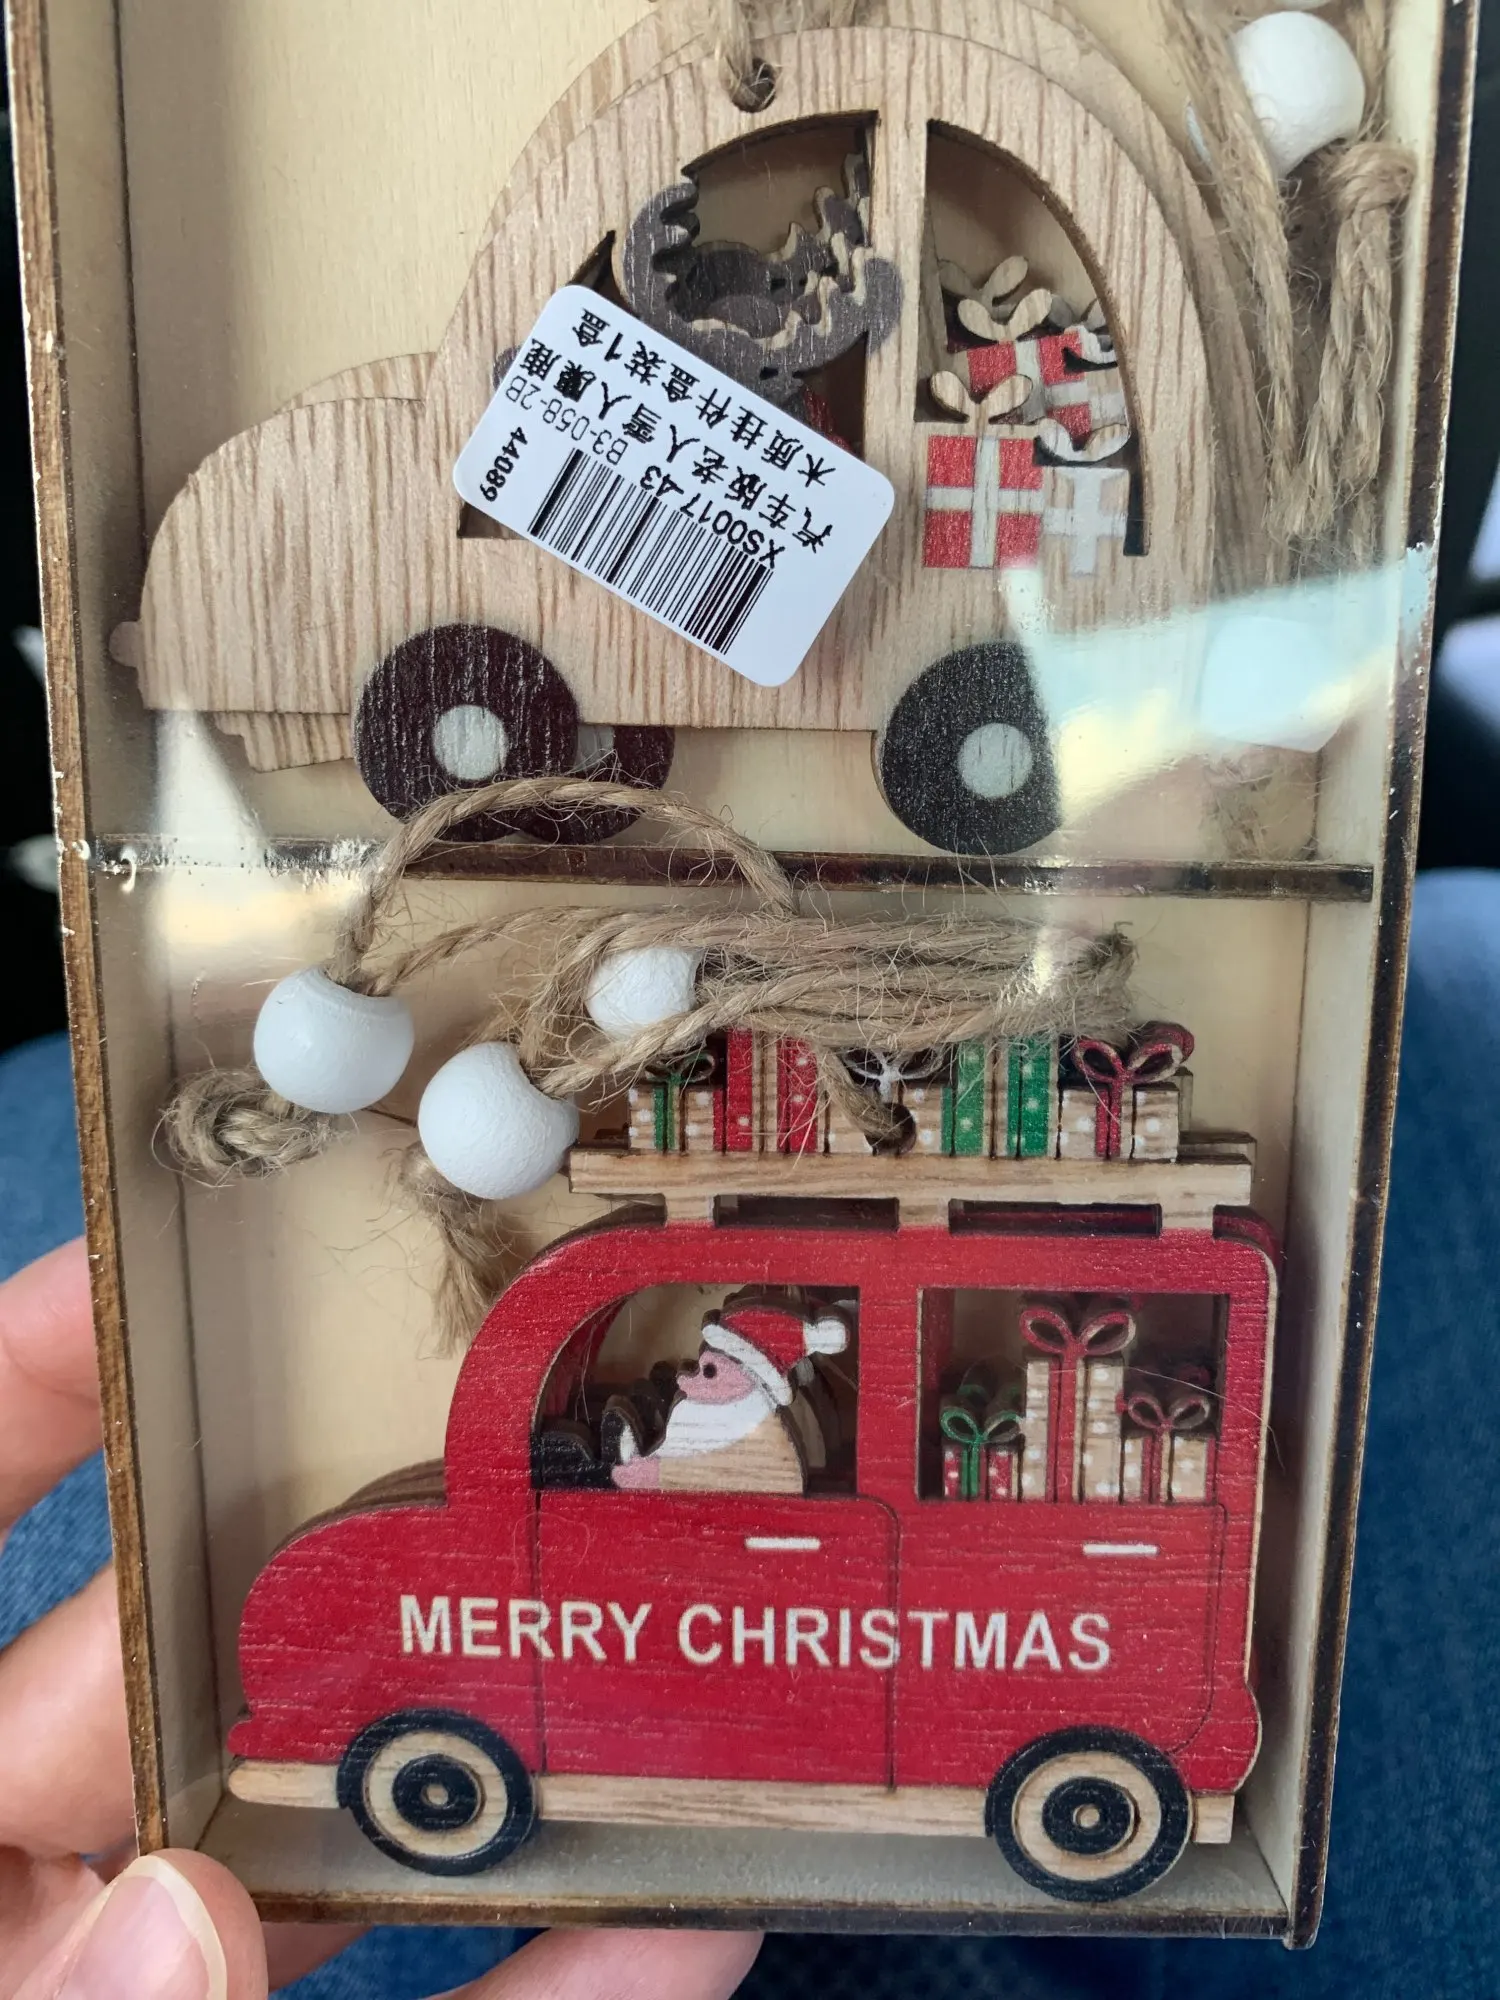 44089
B3-D5B-2B
XS0017-43
汽车版老人雪人麋鹿
木质挂件盒装1盒
MERRY CHRISTMAS